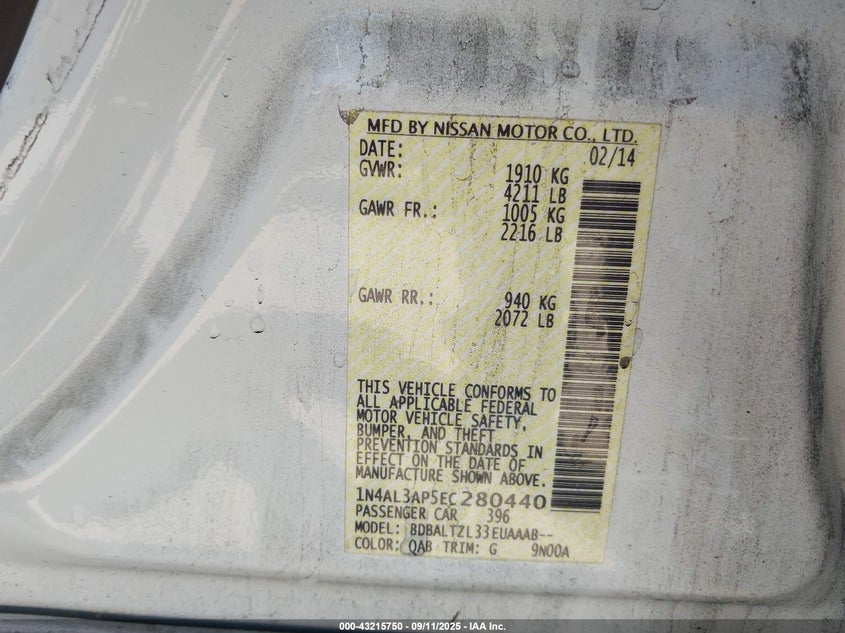 MFD BY NISSAN MOTOR CO., LTD.
DATE: 02/14
GVWR: 1910 KG
4211 LB
GAWR FR.: 1005 KG
2216 LB
GAWR RR.: 940 KG
2072 LB
THIS VEHICLE CONFORMS TO
ALL APPLICABLE FEDERAL
MOTOR VEHICLE SAFETY,
BUMPER, AND THEFT
PREVENTION STANDARDS IN
EFFECT ON THE DATE OF
MANUFACTURE SHOWN ABOVE.
1N4AL3AP5EC280440
PASSENGER CAR 396
MODEL: BDBALTZL33EUAAAB--
COLOR: QAB TRIM: G 9N00A
000-43215750 - 09/11/2025 - IAA Inc.